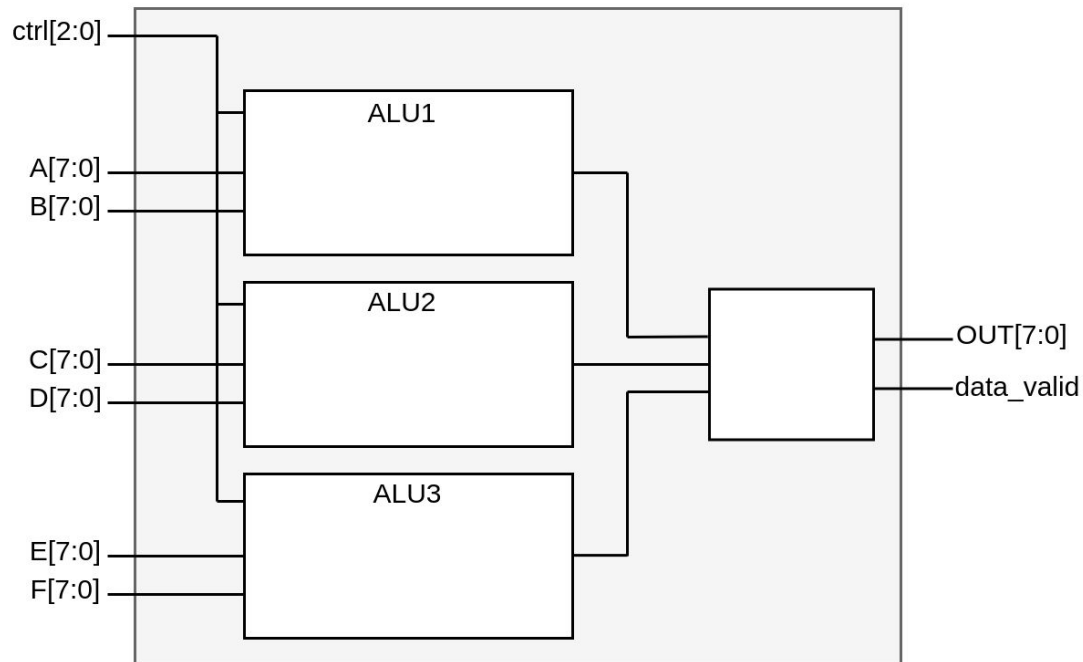 ctrl[2:0]
ALU1
A[7:0]
B[7:0]
ALU2
C[7:0]
D[7:0]
OUT[7:0]
data_valid
ALU3
E[7:0]
F[7:0]